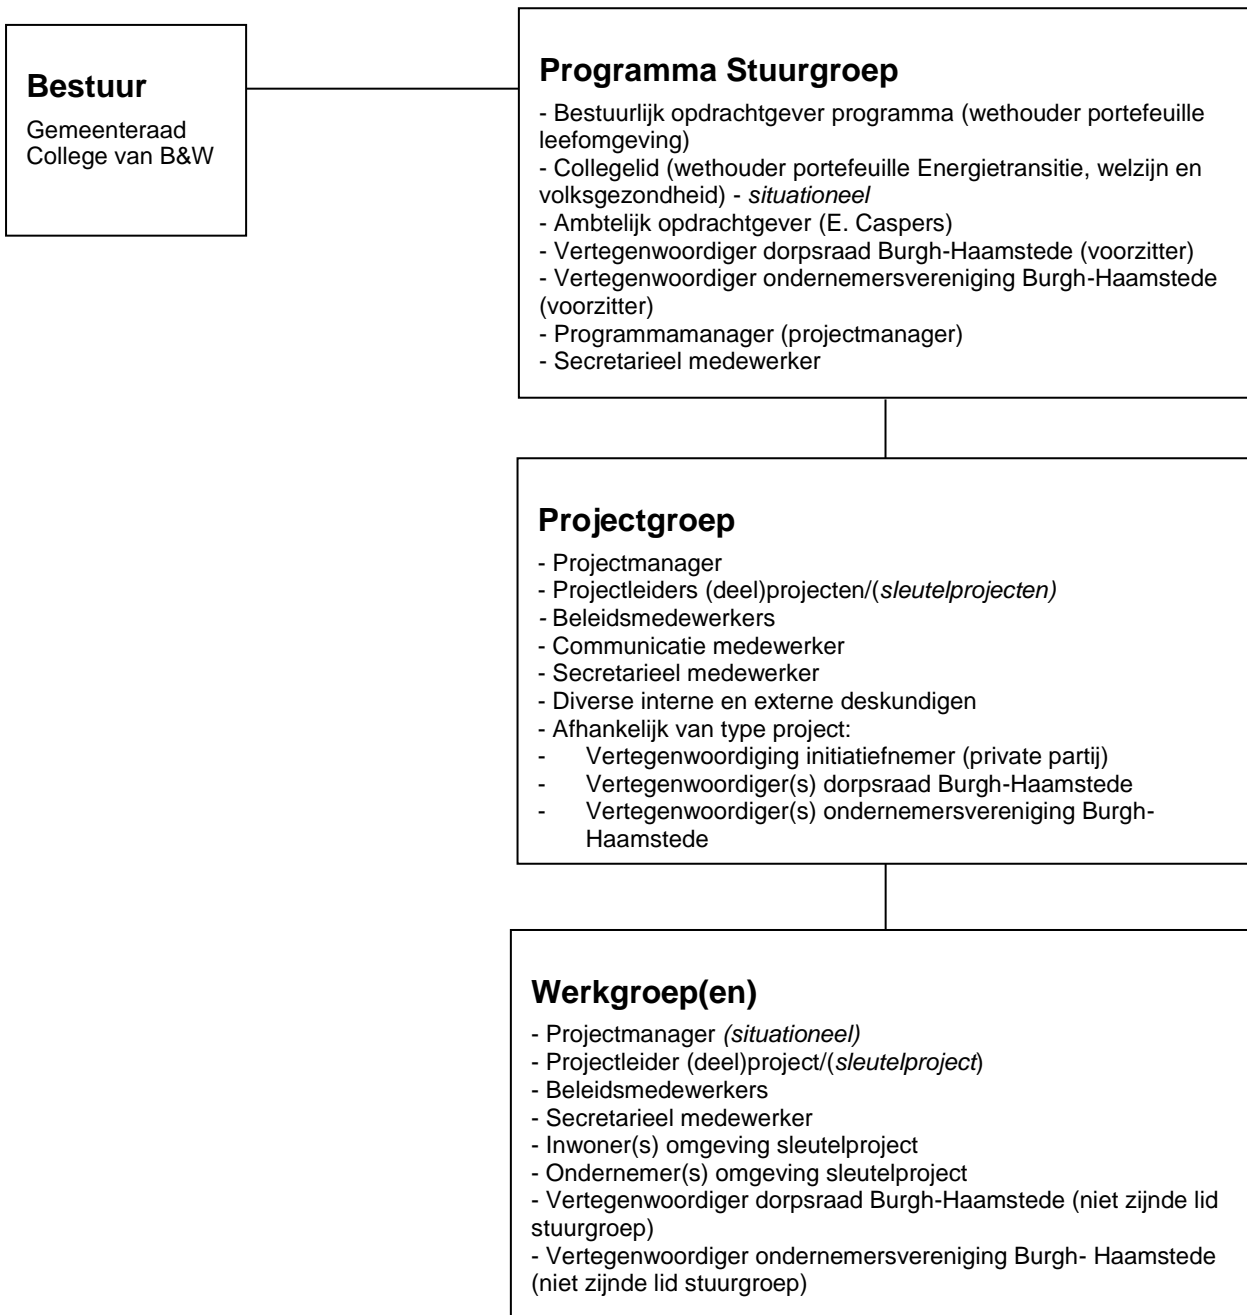 Bestuur
Gemeenteraad
College van B&W
Programma Stuurgroep
- Bestuurlijk opdrachtgever programma (wethouder portefeuille
leefomgeving)
- Collegelid (wethouder portefeuille Energietransitie, welzijn en
volksgezondheid) - situationeel
- Ambtelijk opdrachtgever (E. Caspers)
- Vertegenwoordiger dorpsraad Burgh-Haamstede (voorzitter)
- Vertegenwoordiger ondernemersvereniging Burgh-Haamstede
(voorzitter)
- Programmamanager (projectmanager)
- Secretarieel medewerker
Projectgroep
- Projectmanager
- Projectleiders (deel)projecten/(sleutelprojecten)
- Beleidsmedewerkers
- Communicatie medewerker
- Secretarieel medewerker
- Diverse interne en externe deskundigen
- Afhankelijk van type project:
- Vertegenwoordiging initiatiefnemer (private partij)
- Vertegenwoordiger(s) dorpsraad Burgh-Haamstede
- Vertegenwoordiger(s) ondernemersvereniging Burgh-
Haamstede
Werkgroep(en)
- Projectmanager (situationeel)
- Projectleider (deel)project/(sleutelproject)
- Beleidsmedewerkers
- Secretarieel medewerker
- Inwoner(s) omgeving sleutelproject
- Ondernemer(s) omgeving sleutelproject
- Vertegenwoordiger dorpsraad Burgh-Haamstede (niet zijnde lid
stuurgroep)
- Vertegenwoordiger ondernemersvereniging Burgh- Haamstede
(niet zijnde lid stuurgroep)